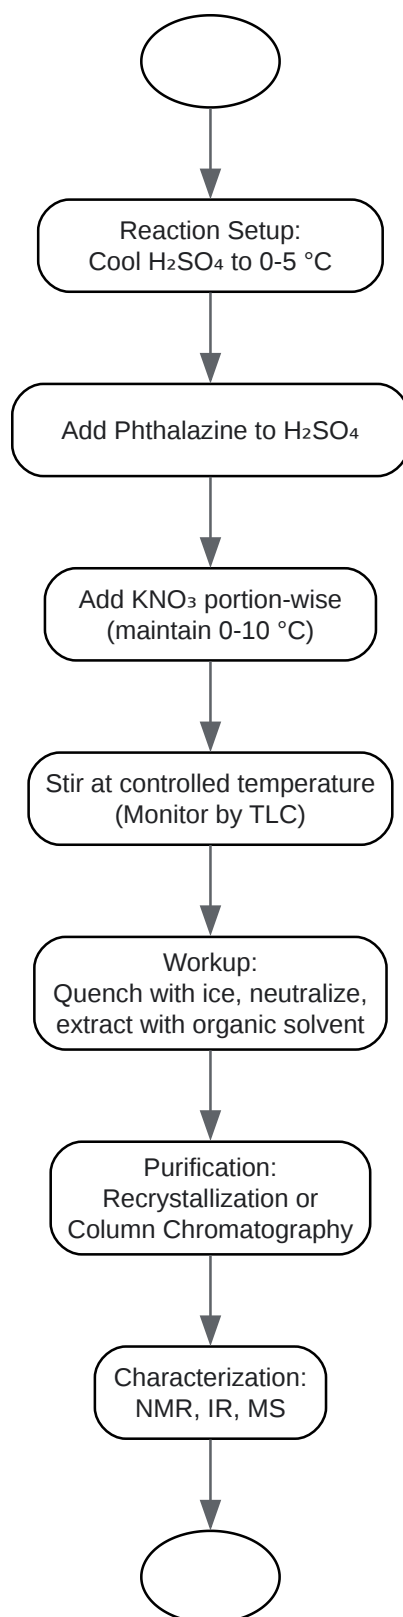 Reaction Setup:
Cool H₂SO₄ to 0-5 °C
Add Phthalazine to H₂SO₄
Add KNO₃ portion-wise
(maintain 0-10 °C)
Stir at controlled temperature
(Monitor by TLC)
Workup:
Quench with ice, neutralize,
extract with organic solvent
Purification:
Recrystallization or
Column Chromatography
Characterization:
NMR, IR, MS